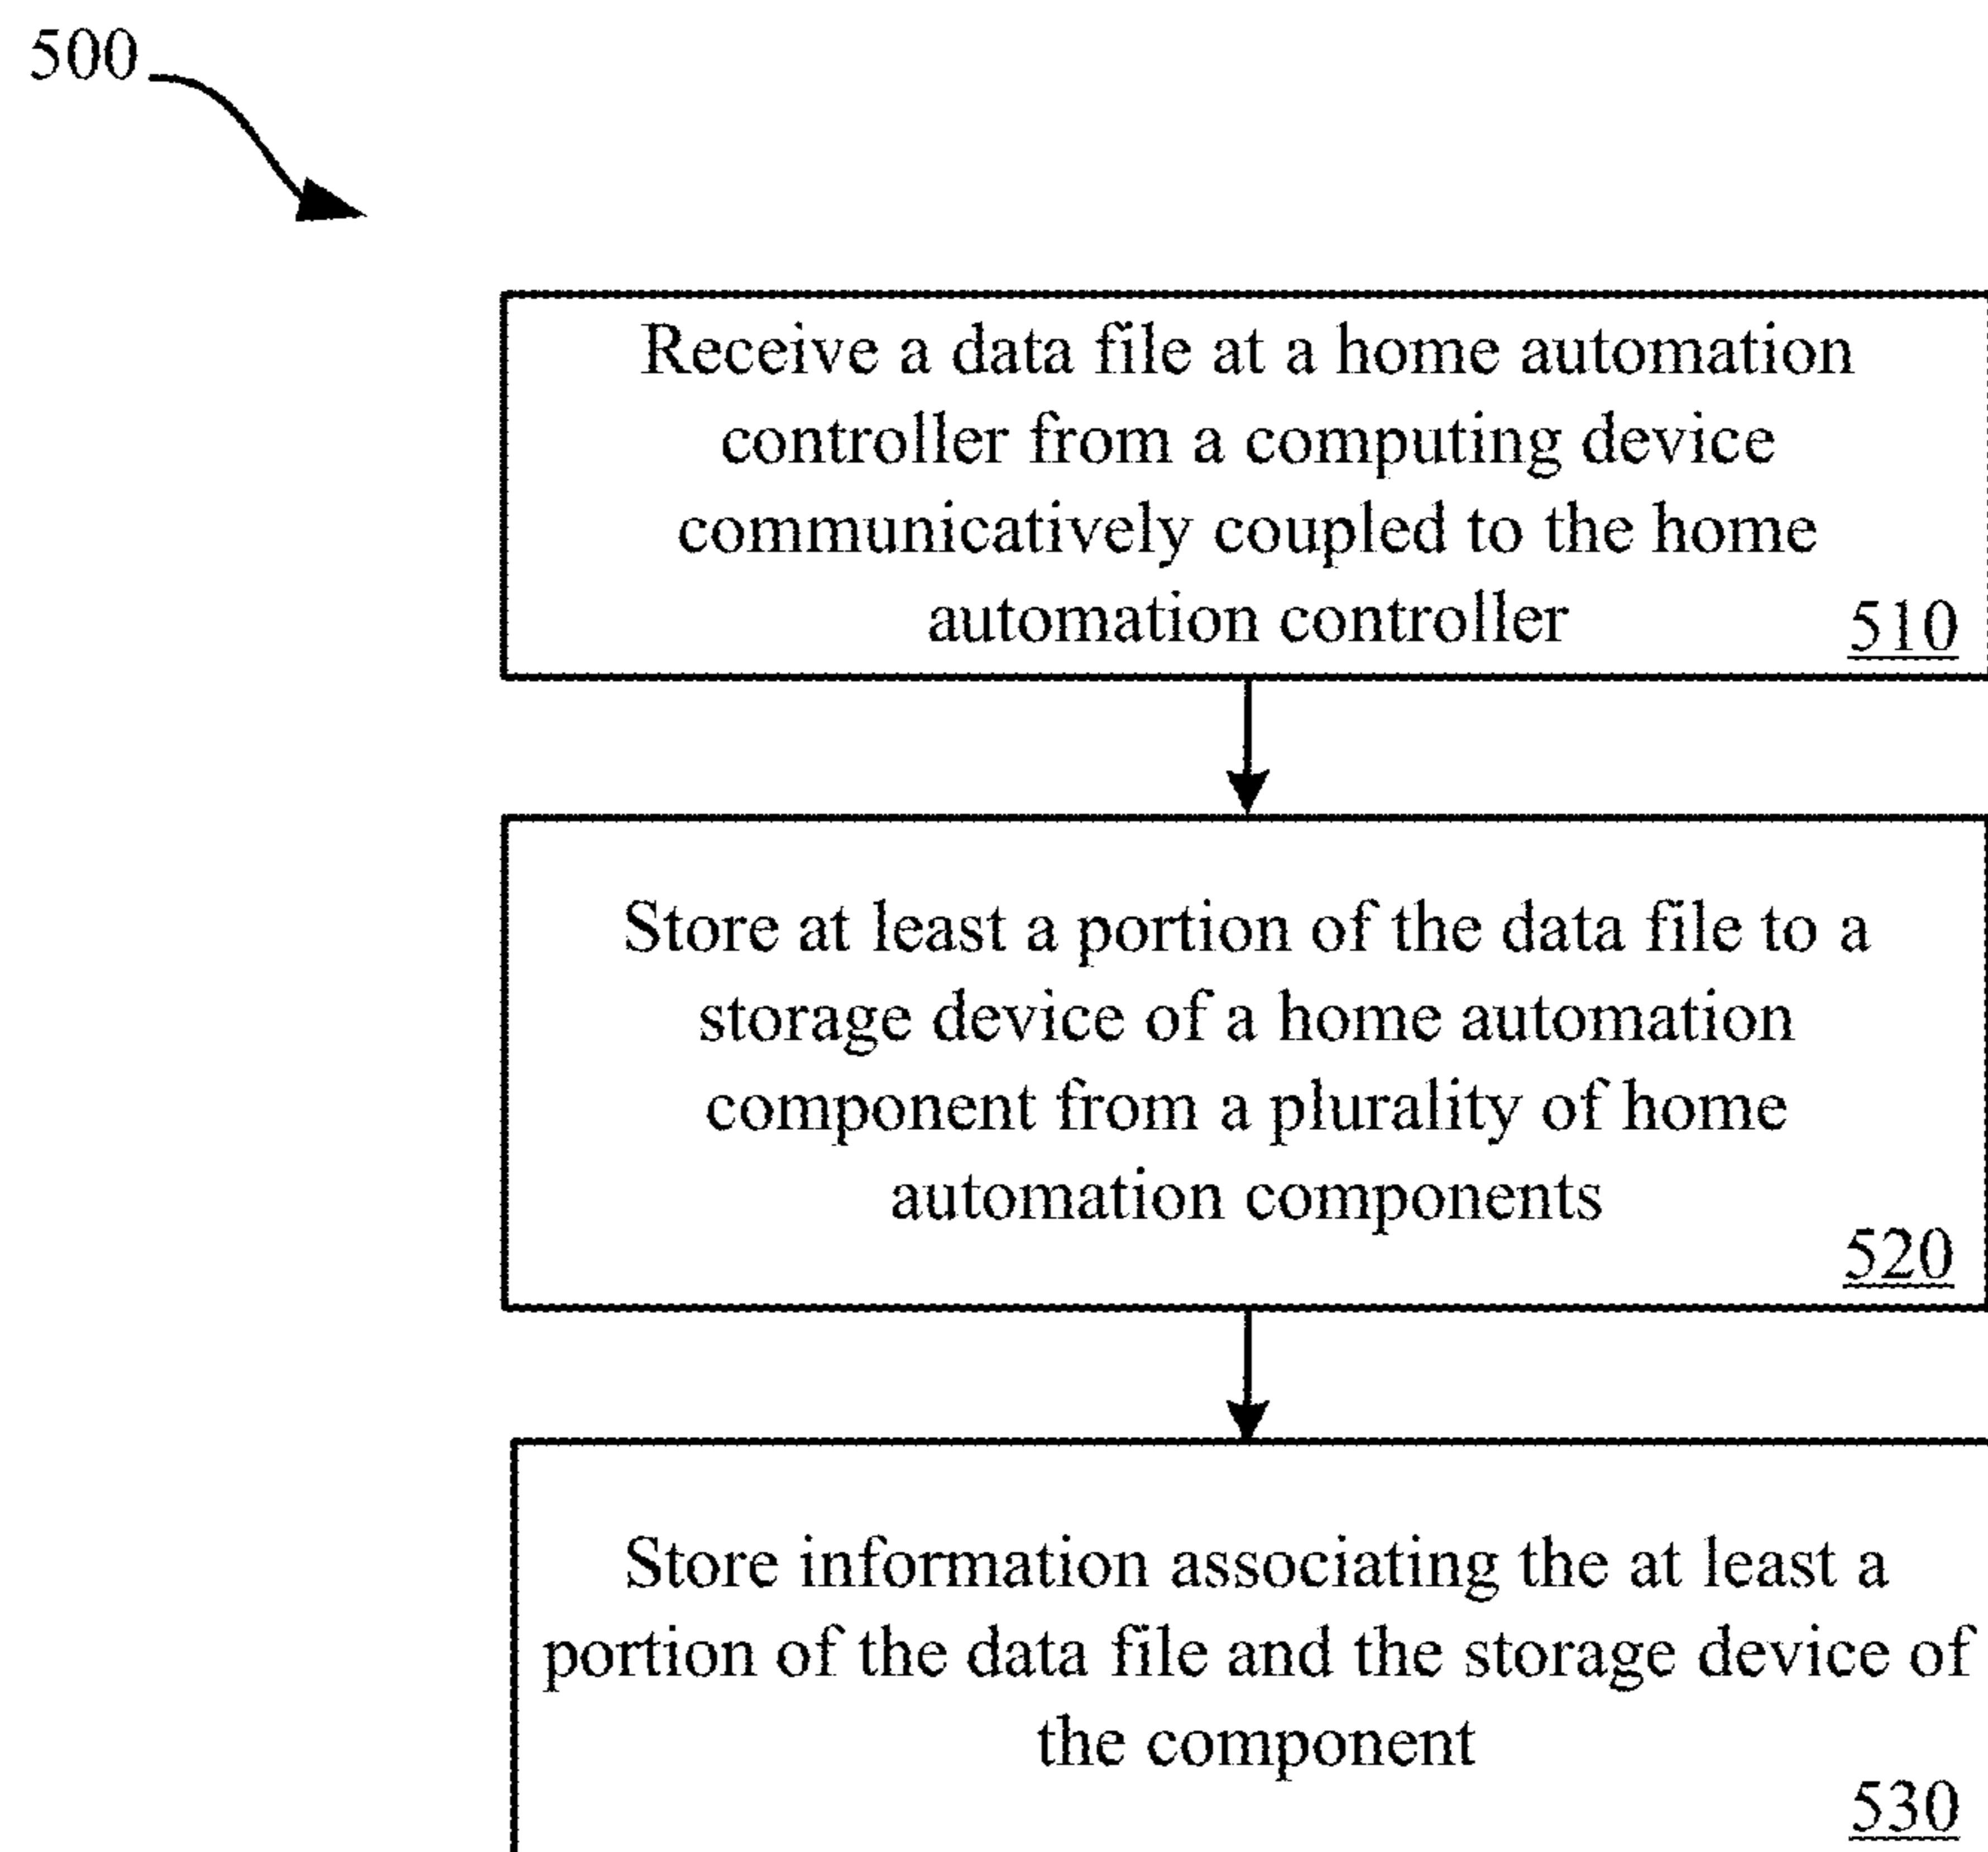 500
Receive a data file at a home automation
controller from a computing device
communicatively coupled to the home
automation controller
510
Store at least a portion of the data file to a
storage device of a home automation
component from a plurality of home
automation components
520
Store information associating the at least a
portion of the data file and the storage device of
the component
530